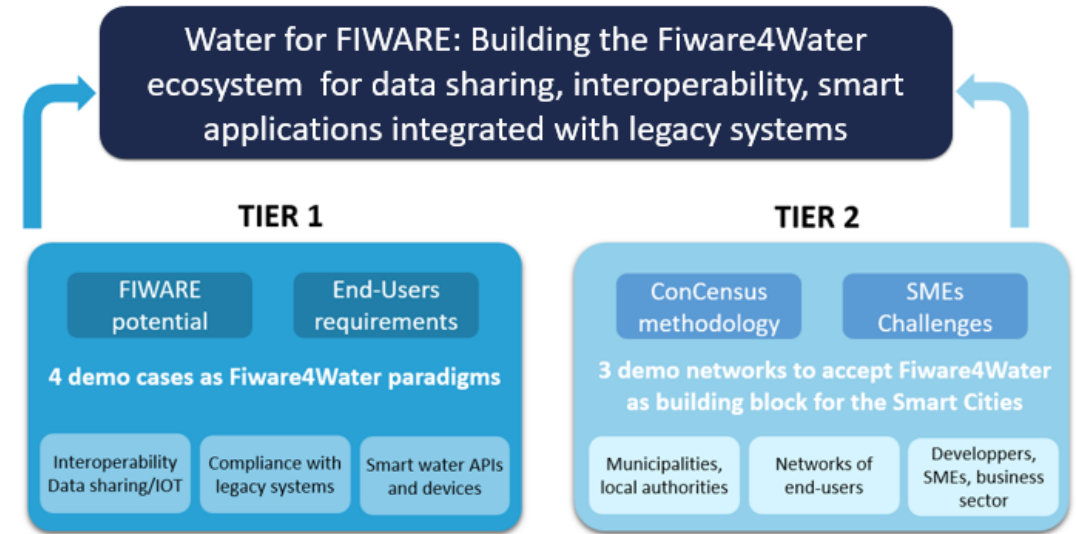 Water for FIWARE: Building the Fiware4Water
ecosystem for data sharing, interoperability, smart
applications integrated with legacy systems
TIER 1
FIWARE
potential
End-Users
requirements
4 demo cases as Fiware4Water paradigms
Interoperability
Data sharing/IOT
Compliance with
legacy systems
Smart water APIs
and devices
TIER 2
ConCensus
methodology
SMEs
Challenges
3 demo networks to accept Fiware4Water
as building block for the Smart Cities
Municipalities,
local authorities
Networks of
end-users
Developpers,
SMEs, business
sector